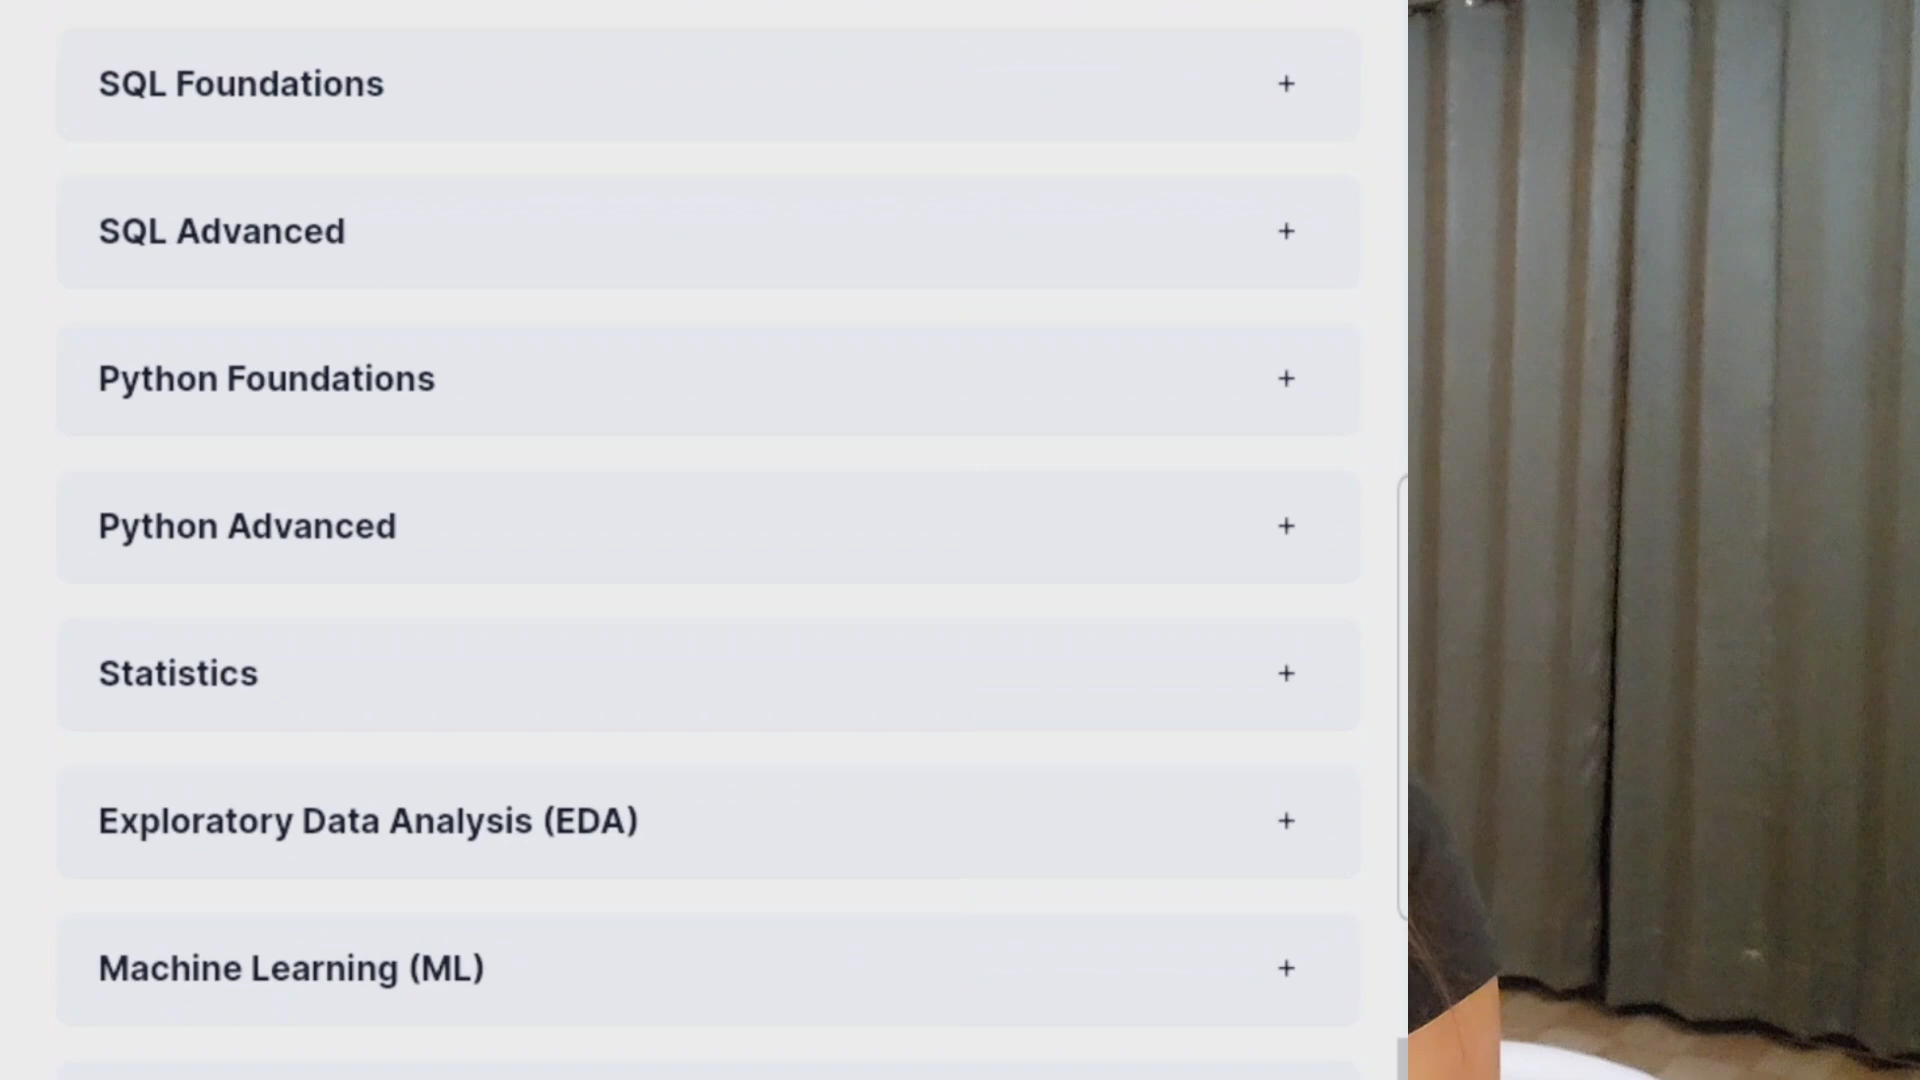 SQL Foundations +
SQL Advanced +
Python Foundations +
Python Advanced +
Statistics +
Exploratory Data Analysis (EDA) +
Machine Learning (ML) +